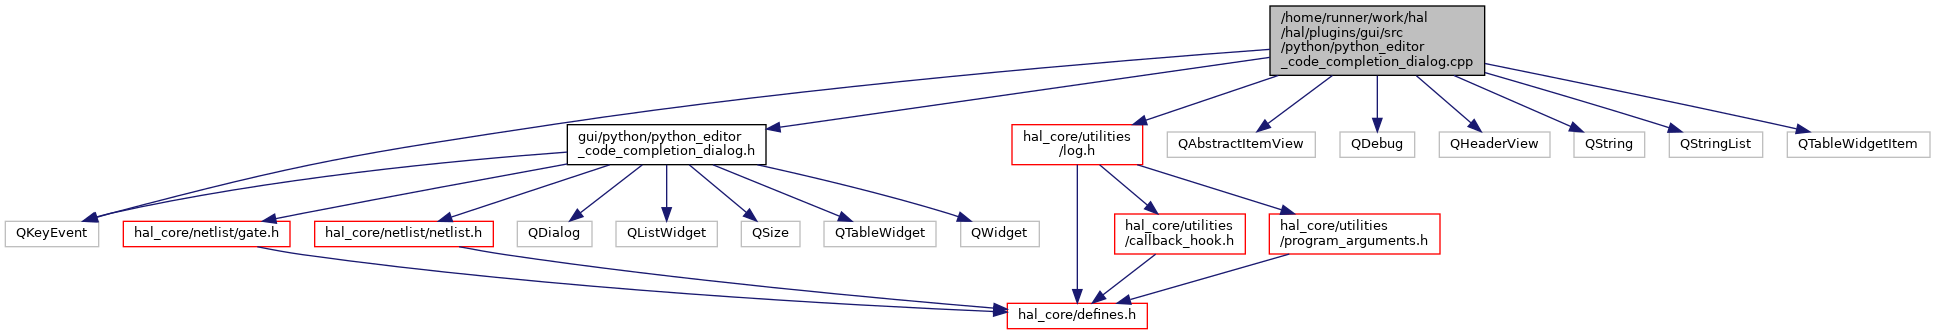 /home/runner/work/hal
/hal/plugins/gui/src
/python/python_editor
_code_completion_dialog.cpp
gui/python/python_editor
_code_completion_dialog.h
hal_core/utilities
/log.h
QAbstractItemView
QDebug
QHeaderView
QString
QStringList
QTableWidgetItem
QKeyEvent
hal_core/netlist/gate.h
hal_core/netlist/netlist.h
QDialog
QListWidget
QSize
QTableWidget
QWidget
hal_core/utilities
/callback_hook.h
hal_core/utilities
/program_arguments.h
hal_core/defines.h